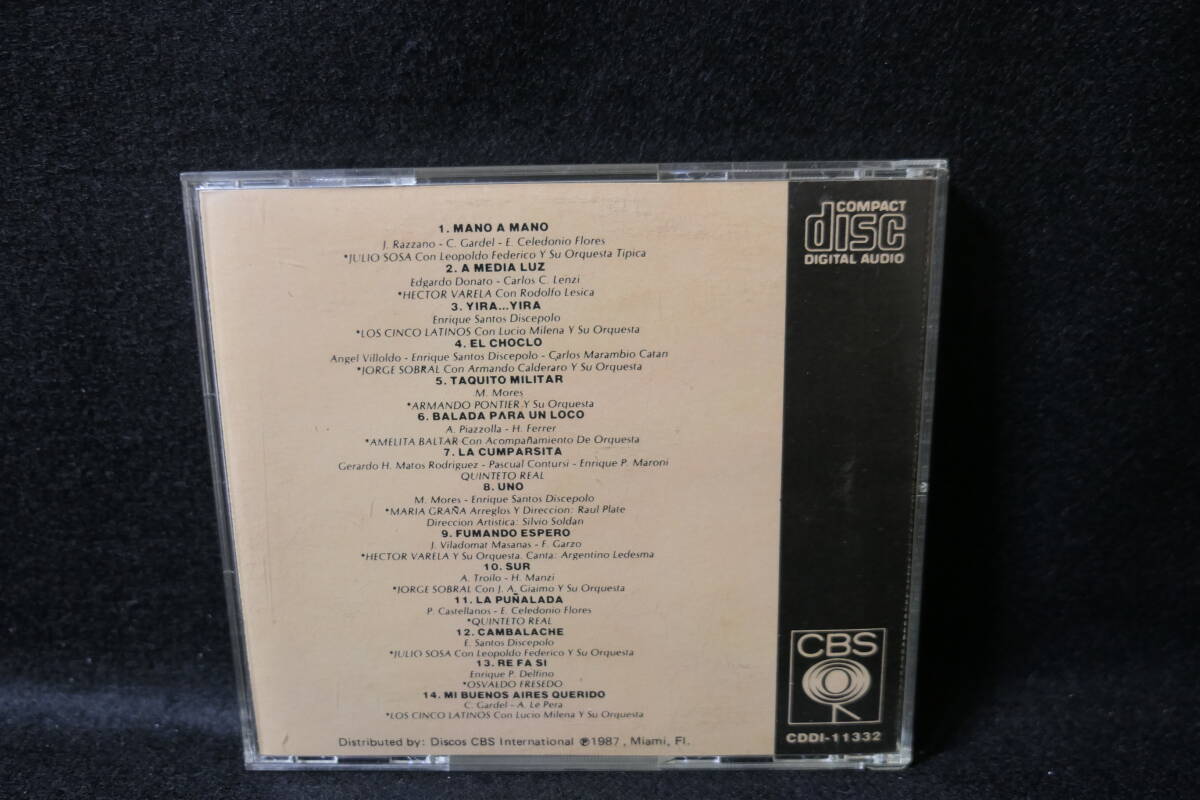 1. MANO A MANO
J. Razzano - C. Gardel - E. Celedonio Flores
*JULIO SOSA Con Leopoldo Federico Y Su Orquesta Tipica
2. A MEDIA LUZ
Edgardo Donato - Carlos C. Lenzi
*HECTOR VARELA Con Rodolfo Lesica
3. YIRA...YIRA
Enrique Santos Discepolo
*LOS CINCO LATINOS Con Lucio Milena Y Su Orquesta
4. EL CHOCLO
Angel Villoldo - Enrique Santos Discepolo - Carlos Marambio Catan
*JORGE SOBRAL Con Armando Calderaro Y Su Orquesta
5. TAQUITO MILITAR
M. Mores
*ARMANDO PONTIER Y Su Orquesta
6. BALADA PARA UN LOCO
A. Piazzolla - H. Ferrer
*AMELITA BALTAR Con Acompañamiento De Orquesta
7. LA CUMPARSITA
Gerardo H. Matos Rodriguez - Pascual Contursi - Enrique P. Maroni
QUINTETO REAL
8. UNO
M. Mores - Enrique Santos Discepolo
*MARIA GRAÑA Arreglos Y Direccion: Raul Plate
Direccion Artistica: Silvio Soldan
9. FUMANDO ESPERO
J. Viladomat Masanas - F. Garzo
*HECTOR VARELA Y Su Orquesta. Canta: Argentino Ledesma
10. SUR
A. Troilo - H. Manzi
*JORGE SOBRAL Con J. A. Giaimo Y Su Orquesta
11. LA PUÑALADA
P. Castellanos - E. Celedonio Flores
*QUINTETO REAL
12. CAMBALACHE
E. Santos Discepolo
*JULIO SOSA Con Leopoldo Federico Y Su Orquesta
13. RE FA SI
Enrique P. Delfino
*OSVALDO FRESEDO
14. MI BUENOS AIRES QUERIDO
C. Gardel - A. Le Pera
*LOS CINCO LATINOS Con Lucio Milena Y Su Orquesta
Distributed by: Discos CBS International ℗1987, Miami, Fl.
COMPACT
disc
DIGITAL AUDIO
CBS
CDDI-11332